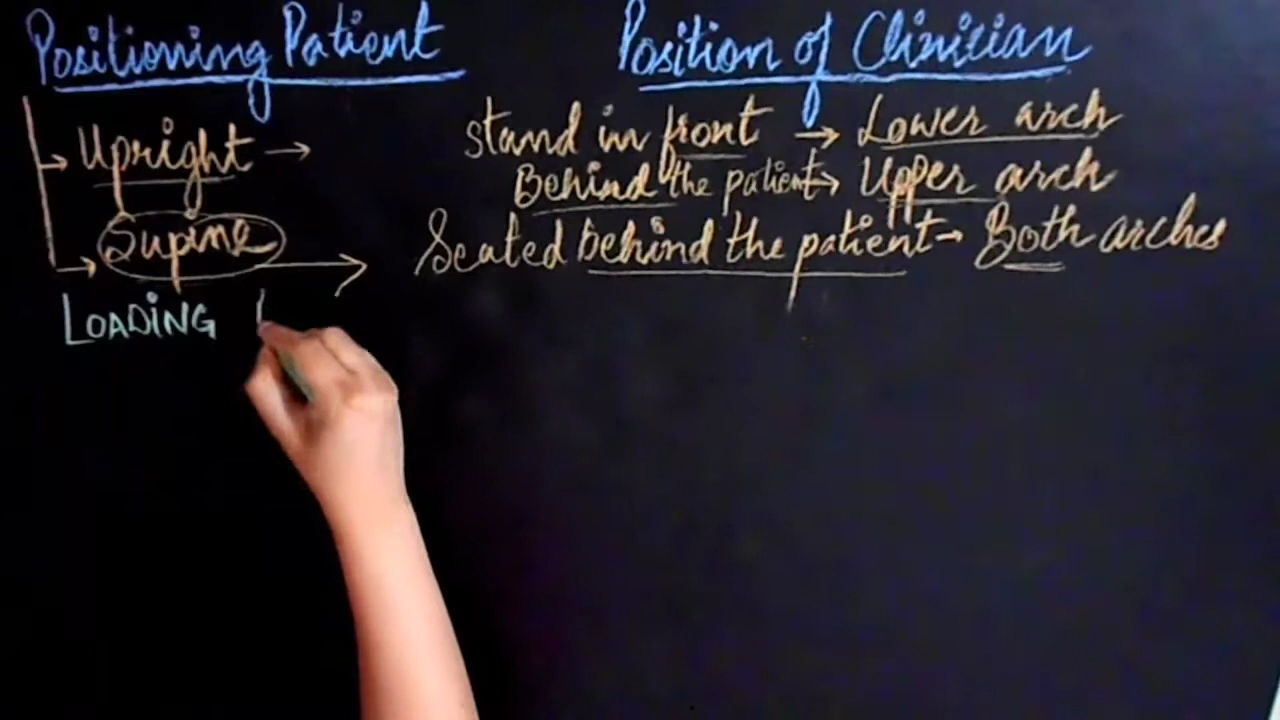 Positioning Patient Position of Clinician
Upright → stand in front → Lower arch
Behind the patient → Upper arch
Supine → Seated behind the patient → Both arches
LOADING